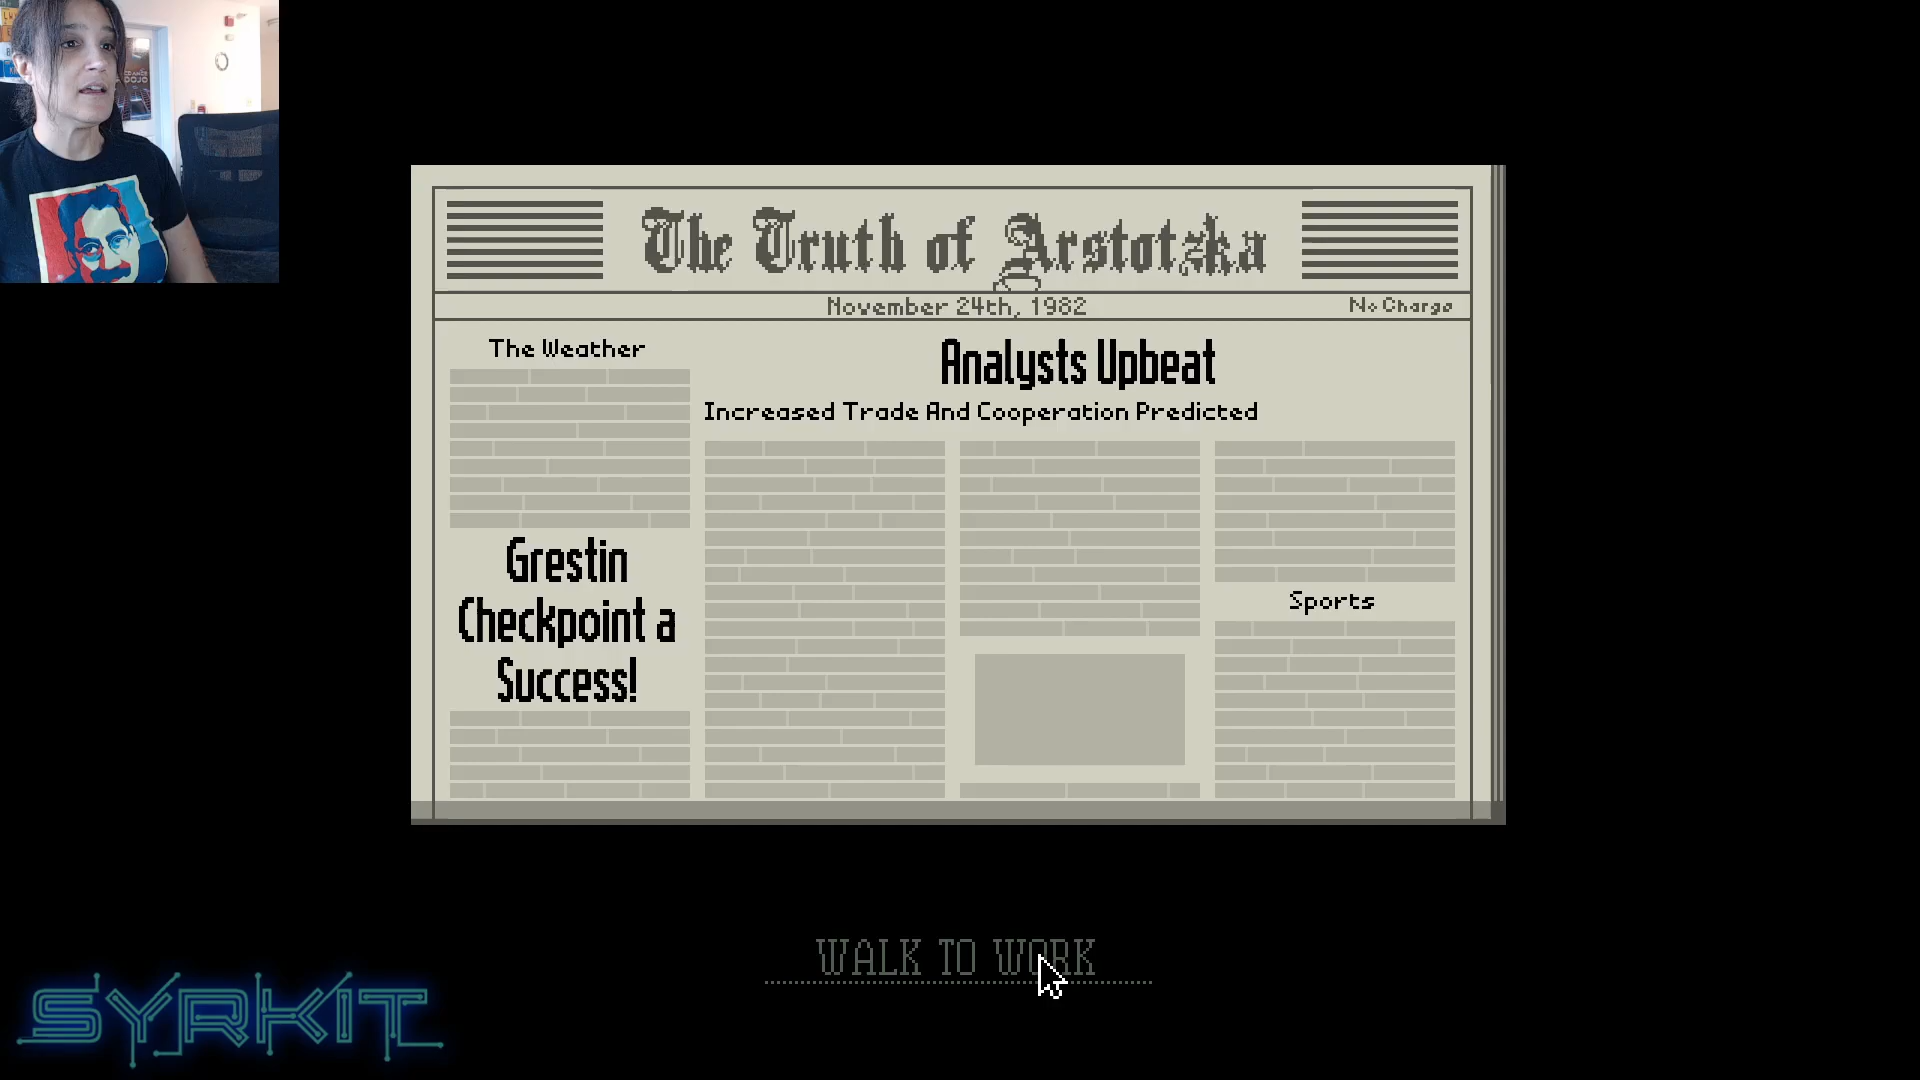 The Truth of Arstotzka
November 24th, 1982
No Charge
The Weather
Grestin
Checkpoint a
Success!
Analysts Upbeat
Increased Trade And Cooperation Predicted
Sports
WALK TO WORK
SYRKIT